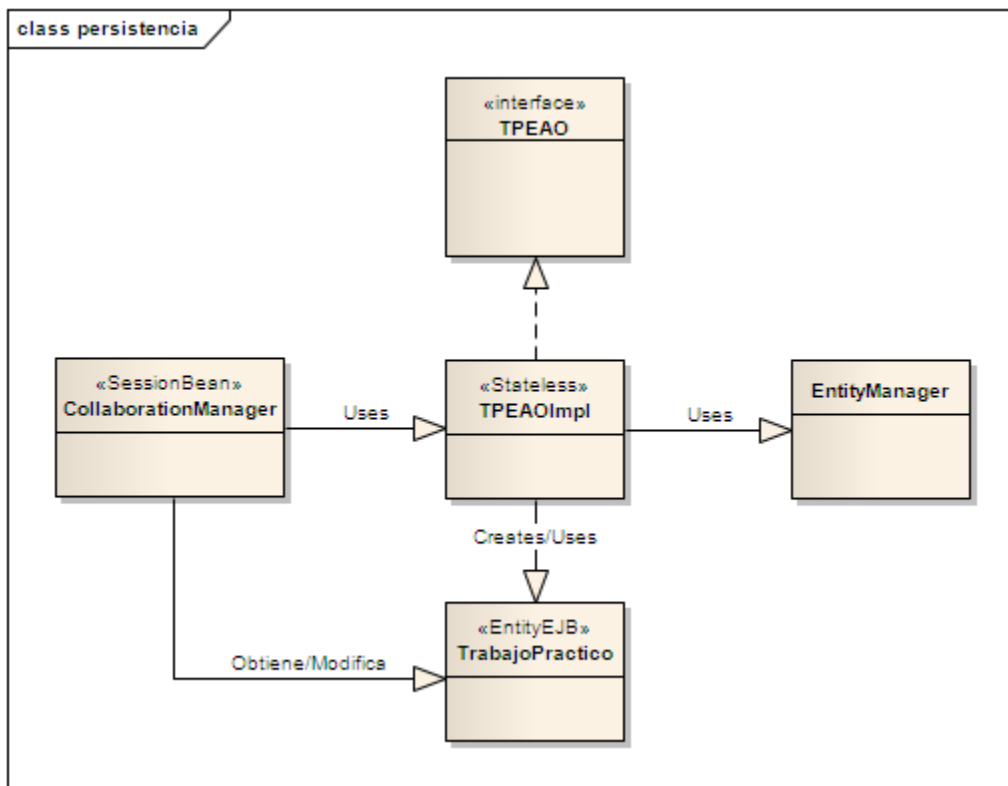 class persistencia
«interface»
TPEAO
«SessionBean»
CollaborationManager
Uses
«Stateless»
TPEAOImpl
Uses
EntityManager
Creates/Uses
«EntityEJB»
TrabajoPractico
Obtiene/Modifica